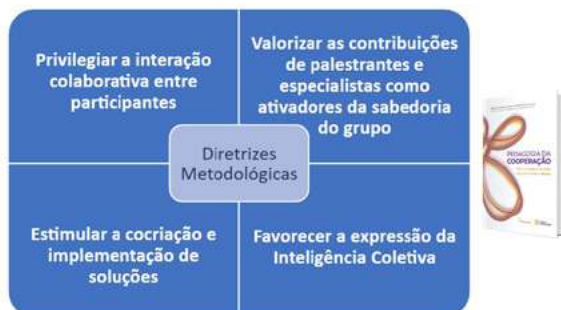 Privilegiar a interação
colaborativa entre
participantes
Valorizar as contribuições
de palestrantes e
especialistas como
ativadores da sabedoria
do grupo
Diretrizes
Metodológicas
Estimular a cocriação e
implementação de
soluções
Favorecer a expressão da
Inteligência Coletiva
PEDAGOGIA DA
COOPERAÇÃO